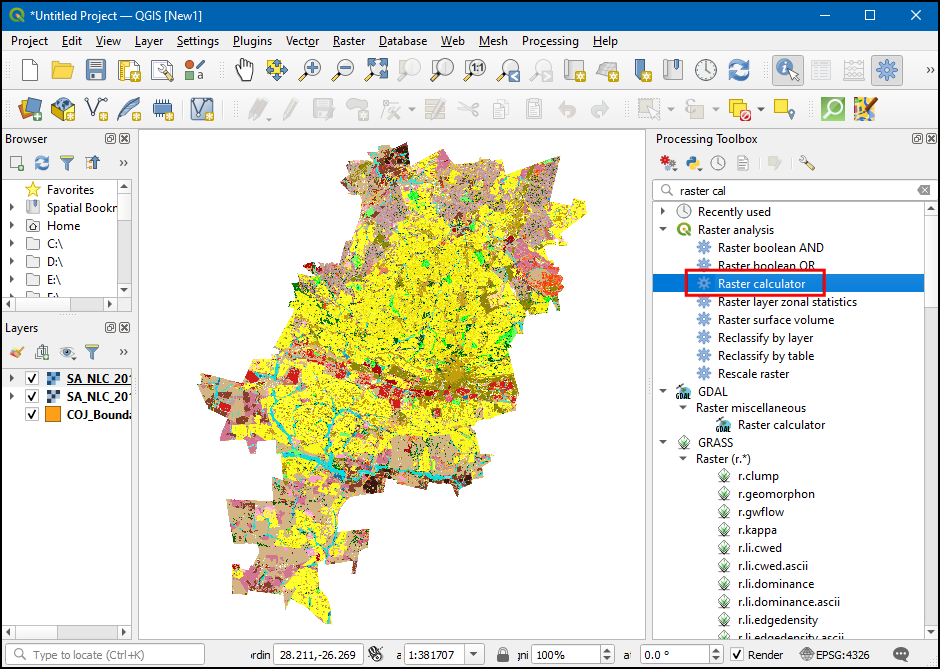 *Untitled Project — QGIS [New1]
Project Edit View Layer Settings Plugins Vector Raster Database Web Mesh Processing Help
1:1
a
Browser
Favorites
Spatial Bookr
Home
C:\
D:\
E:\
Layers
SA_NLC_201
SA_NLC_201
COJ_Bounda
Processing Toolbox
raster cal
Recently used
Raster analysis
Raster boolean AND
Raster boolean OR
Raster calculator
Raster layer zonal statistics
Raster surface volume
Reclassify by layer
Reclassify by table
Rescale raster
GDAL
Raster miscellaneous
Raster calculator
GRASS
Raster (r.*)
r.clump
r.geomorphon
r.gwflow
r.kappa
r.li.cwed
r.li.cwed.ascii
r.li.dominance
r.li.dominance.ascii
r.li.edgedensity
r.li.edgedensity.ascii
Type to locate (Ctrl+K) ordin 28.211,-26.269 a 1:381707 gni 100% a 0.0 ° Render EPSG:4326